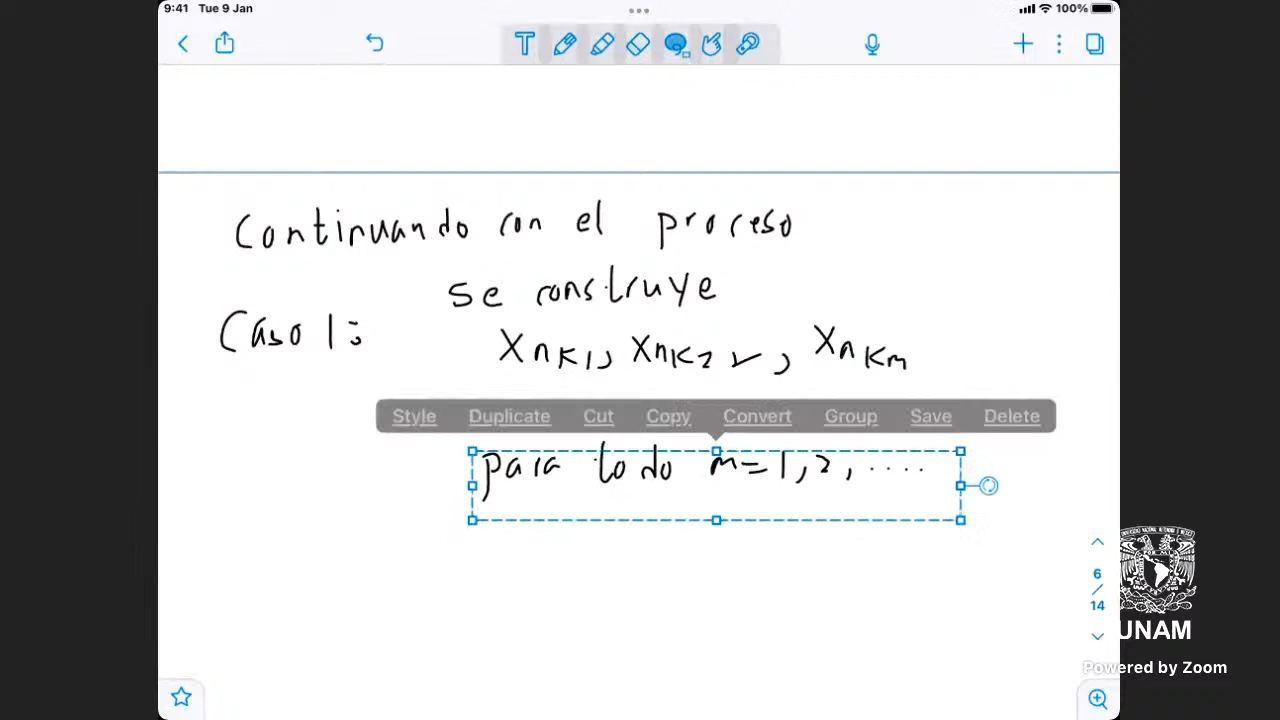 9:41 Tue 9 Jan
100%
T
Continuando con el proceso
se construye
Caso 1:
Xnk1, Xnk2, , Xnkm
Style Duplicate Cut Copy Convert Group Save Delete
para todo m=1,2,....
6
/
14
UNAM
Powered by Zoom